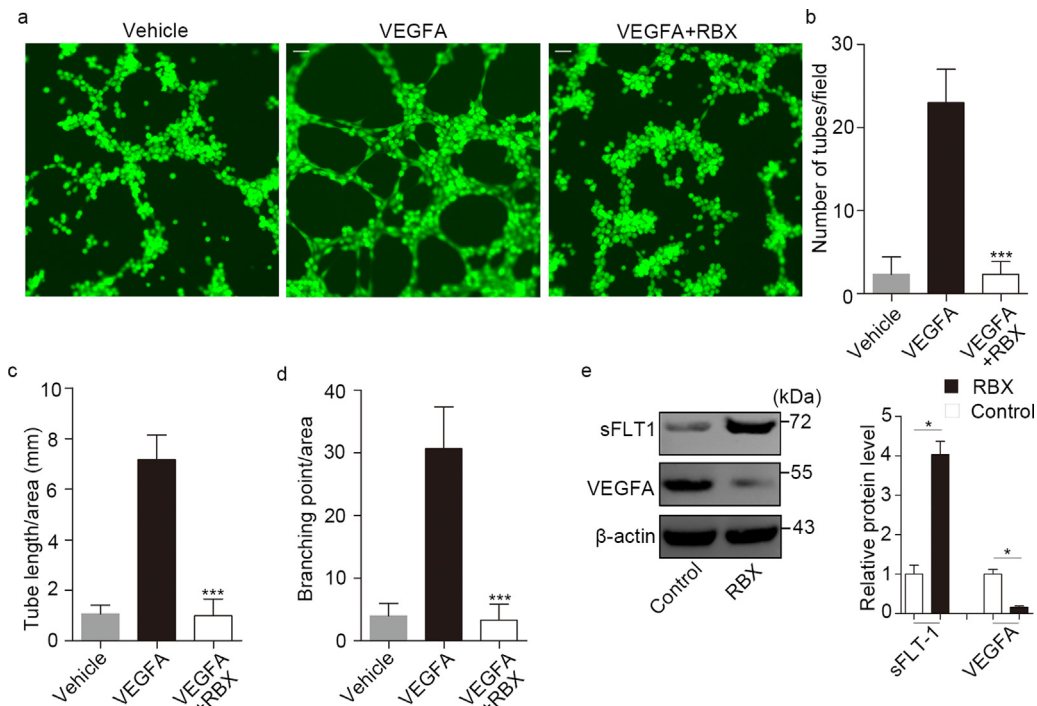 a
Vehicle
VEGFA
VEGFA+RBX
b
Number of tubes/field
30
20
10
0
Vehicle
VEGFA
VEGFA
+RBX
***
c
Tube length/area (mm)
10
8
6
4
2
0
Vehicle
VEGFA
VEGFA
+RBX
***
d
Branching point/area
40
30
20
10
0
Vehicle
VEGFA
VEGFA
+RBX
***
e
(kDa)
sFLT1
72
VEGFA
55
β-actin
43
Control
RBX
RBX
Control
Relative protein level
5
4
3
2
1
0
*
*
sFLT-1
VEGFA